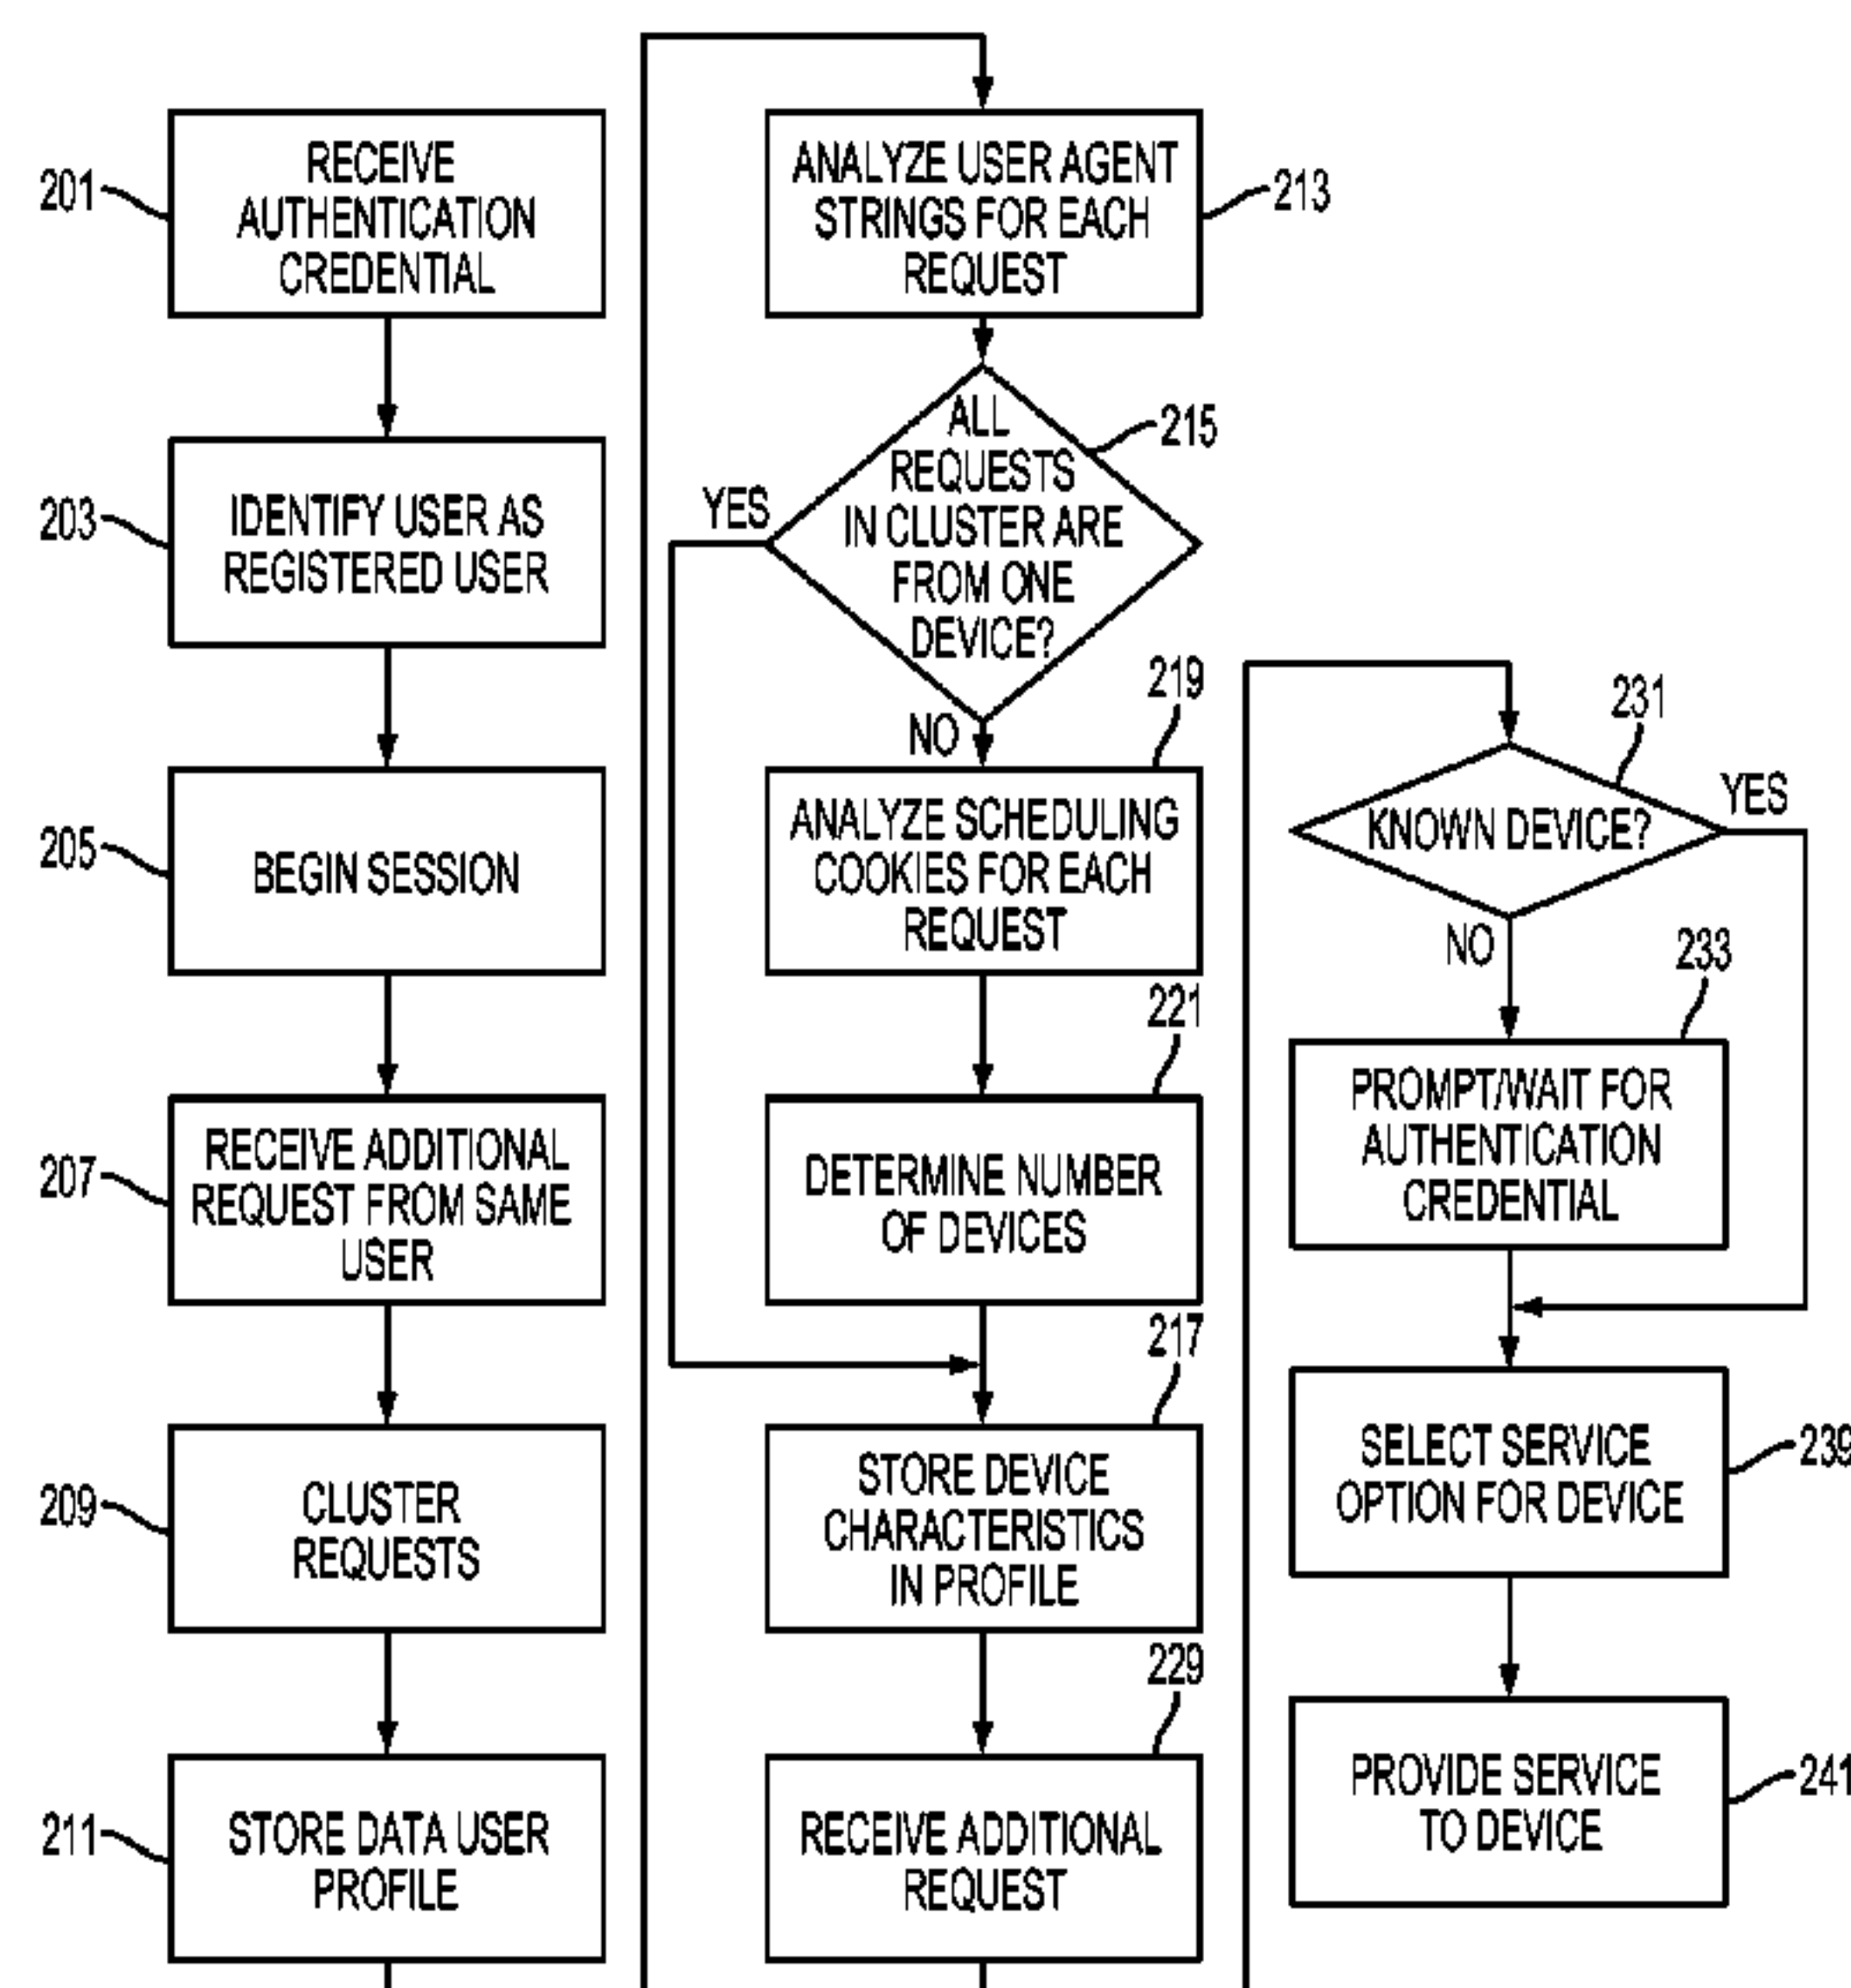 201
RECEIVE
AUTHENTICATION
CREDENTIAL
203
IDENTIFY USER AS
REGISTERED USER
205
BEGIN SESSION
207
RECEIVE ADDITIONAL
REQUEST FROM SAME
USER
209
CLUSTER
REQUESTS
211
STORE DATA USER
PROFILE
ANALYZE USER AGENT
STRINGS FOR EACH
REQUEST
213
ALL
REQUESTS
IN CLUSTER ARE
FROM ONE
DEVICE?
215
YES
NO
219
ANALYZE SCHEDULING
COOKIES FOR EACH
REQUEST
221
DETERMINE NUMBER
OF DEVICES
217
STORE DEVICE
CHARACTERISTICS
IN PROFILE
229
RECEIVE ADDITIONAL
REQUEST
231
KNOWN DEVICE?
YES
NO
233
PROMPT/WAIT FOR
AUTHENTICATION
CREDENTIAL
SELECT SERVICE
OPTION FOR DEVICE
239
PROVIDE SERVICE
TO DEVICE
241